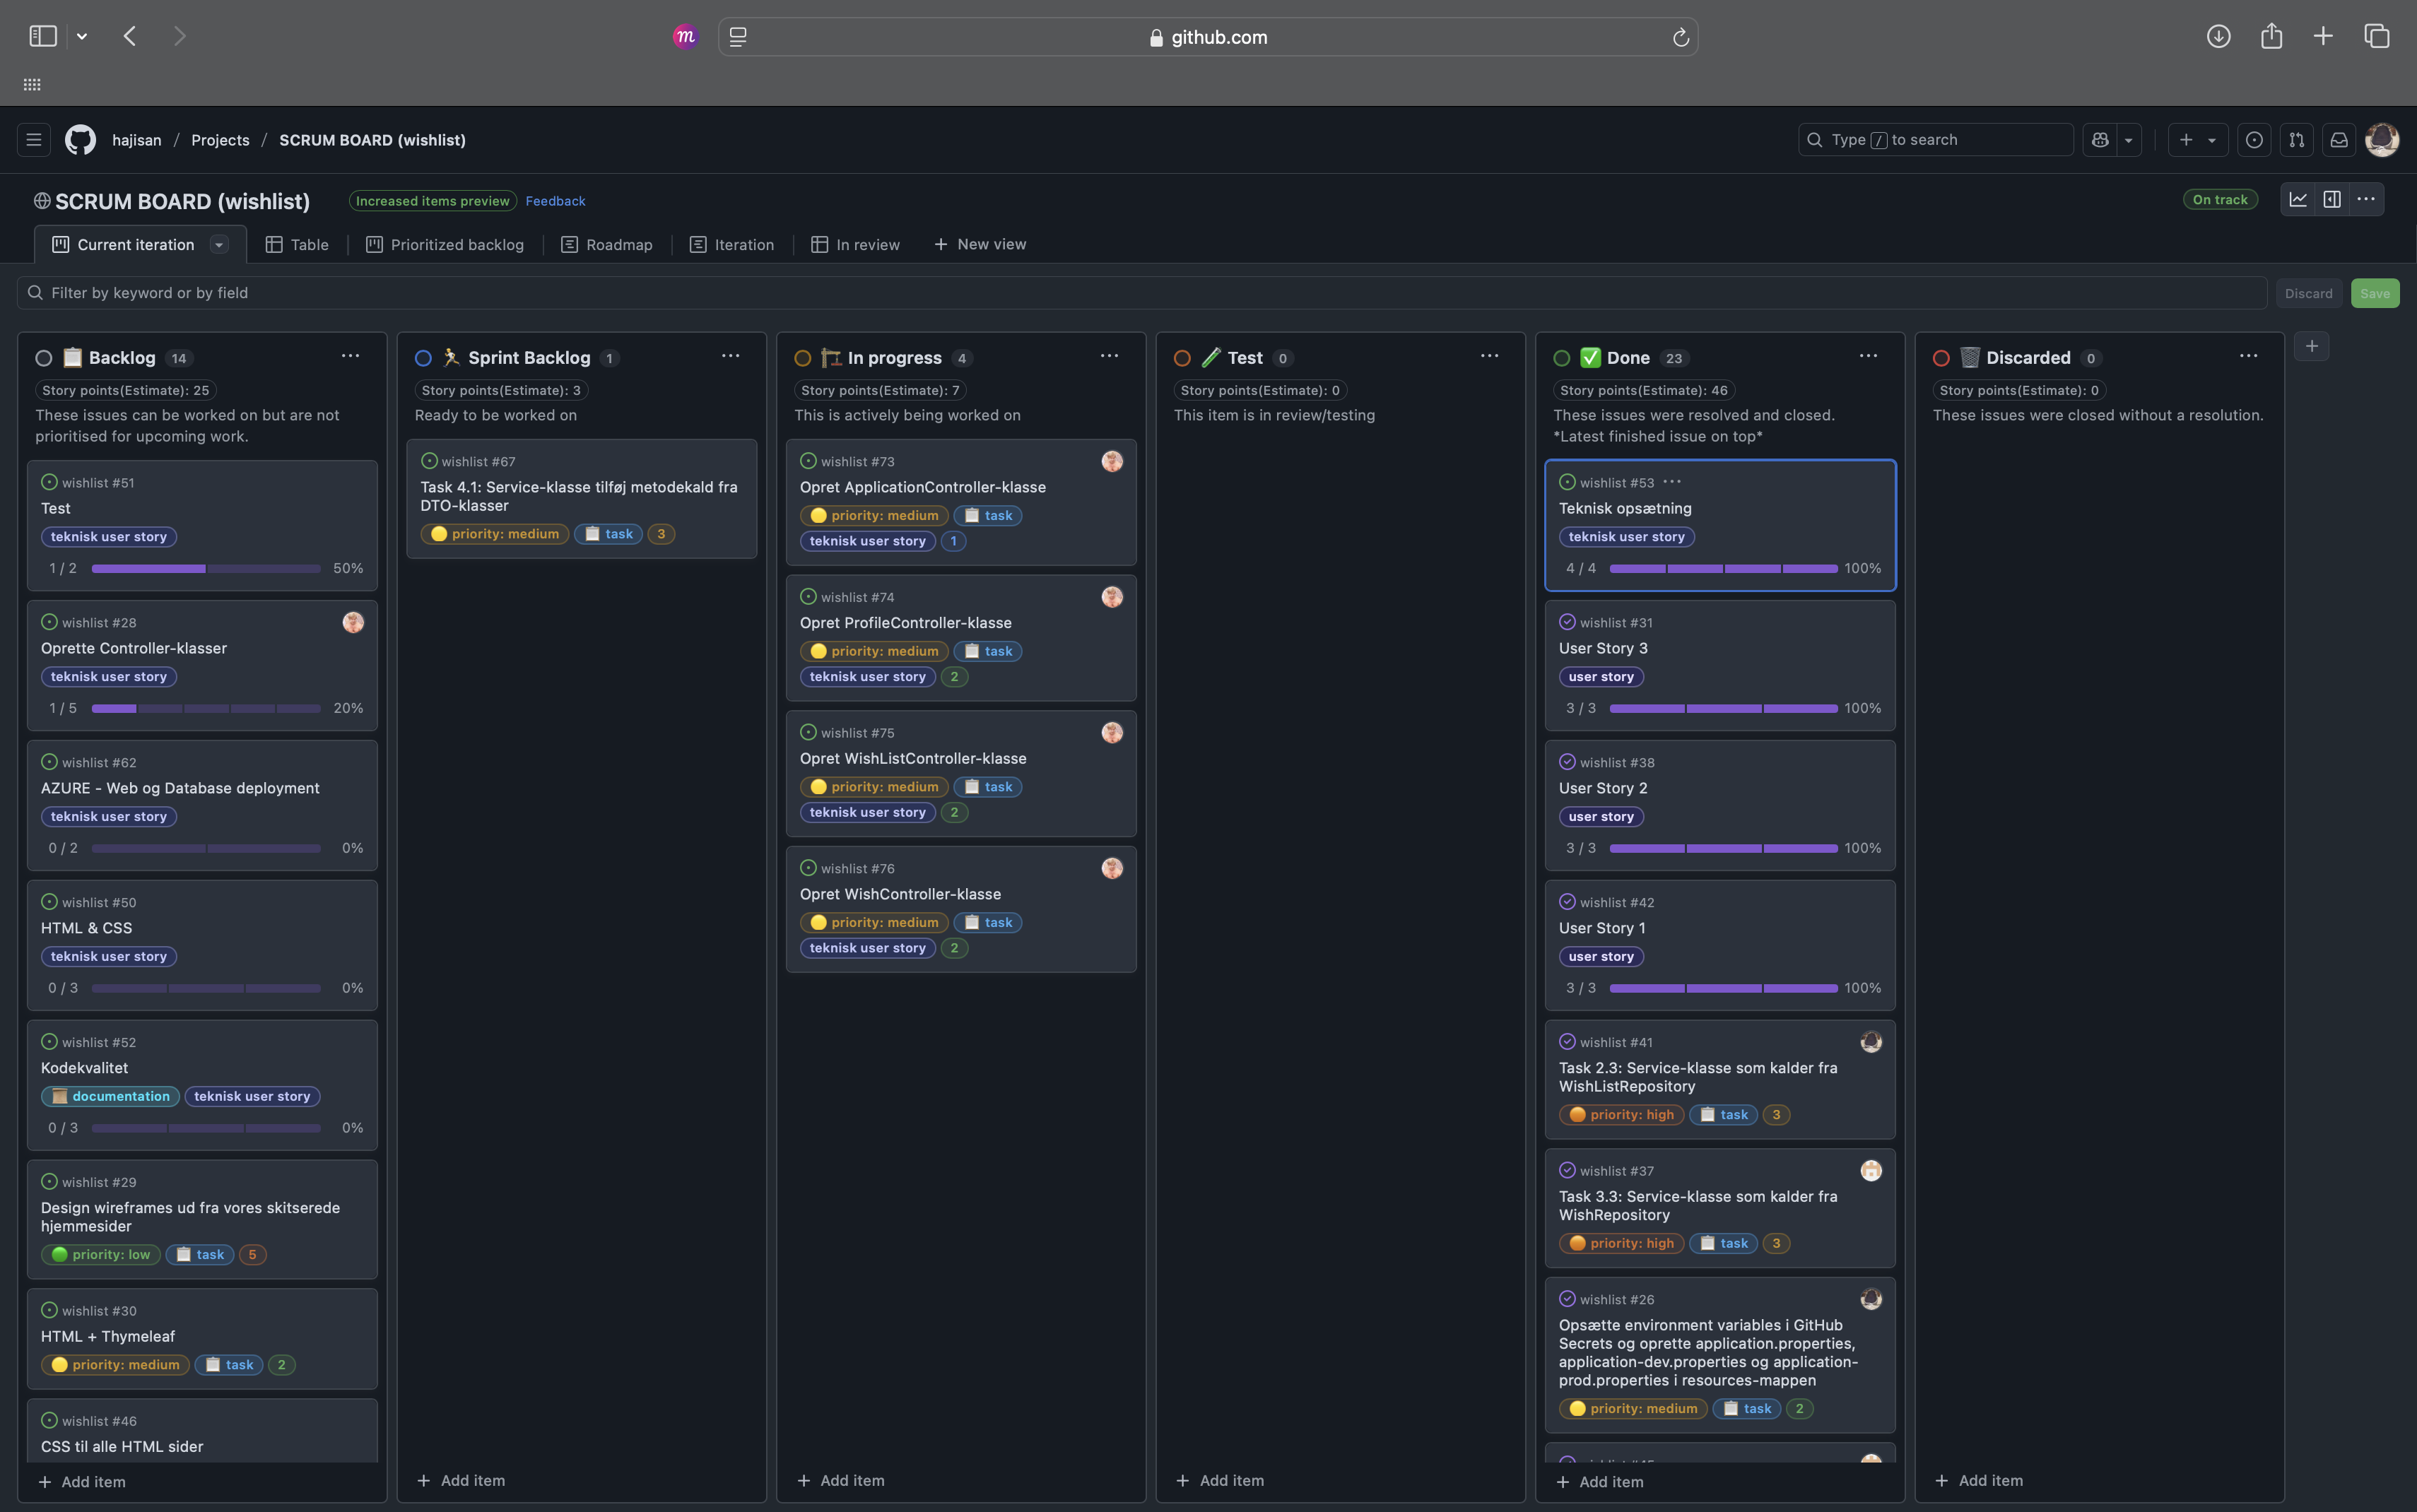 m
github.com
hajisan / Projects / SCRUM BOARD (wishlist)
Type / to search
SCRUM BOARD (wishlist)
Increased items preview
Feedback
On track
Current iteration
Table
Prioritized backlog
Roadmap
Iteration
In review
New view
Filter by keyword or by field
Discard
Save
Backlog 14
Story points(Estimate): 25
These issues can be worked on but are not
prioritised for upcoming work.
wishlist #51
Test
teknisk user story
1 / 2 50%
wishlist #28
Oprette Controller-klasser
teknisk user story
1 / 5 20%
wishlist #62
AZURE - Web og Database deployment
teknisk user story
0 / 2 0%
wishlist #50
HTML & CSS
teknisk user story
0 / 3 0%
wishlist #52
Kodekvalitet
documentation teknisk user story
0 / 3 0%
wishlist #29
Design wireframes ud fra vores skitserede
hjemmesider
priority: low task 5
wishlist #30
HTML + Thymeleaf
priority: medium task 2
wishlist #46
CSS til alle HTML sider
Add item
Sprint Backlog 1
Story points(Estimate): 3
Ready to be worked on
wishlist #67
Task 4.1: Service-klasse tilføj metodekald fra
DTO-klasser
priority: medium task 3
Add item
In progress 4
Story points(Estimate): 7
This is actively being worked on
wishlist #73
Opret ApplicationController-klasse
priority: medium task
teknisk user story 1
wishlist #74
Opret ProfileController-klasse
priority: medium task
teknisk user story 2
wishlist #75
Opret WishListController-klasse
priority: medium task
teknisk user story 2
wishlist #76
Opret WishController-klasse
priority: medium task
teknisk user story 2
Add item
Test 0
Story points(Estimate): 0
This item is in review/testing
Add item
Done 23
Story points(Estimate): 46
These issues were resolved and closed.
*Latest finished issue on top*
wishlist #53
Teknisk opsætning
teknisk user story
4 / 4 100%
wishlist #31
User Story 3
user story
3 / 3 100%
wishlist #38
User Story 2
user story
3 / 3 100%
wishlist #42
User Story 1
user story
3 / 3 100%
wishlist #41
Task 2.3: Service-klasse som kalder fra
WishListRepository
priority: high task 3
wishlist #37
Task 3.3: Service-klasse som kalder fra
WishRepository
priority: high task 3
wishlist #26
Opsætte environment variables i GitHub
Secrets og oprette application.properties,
application-dev.properties og application-
prod.properties i resources-mappen
priority: medium task 2
Add item
Discarded 0
Story points(Estimate): 0
These issues were closed without a resolution.
Add item